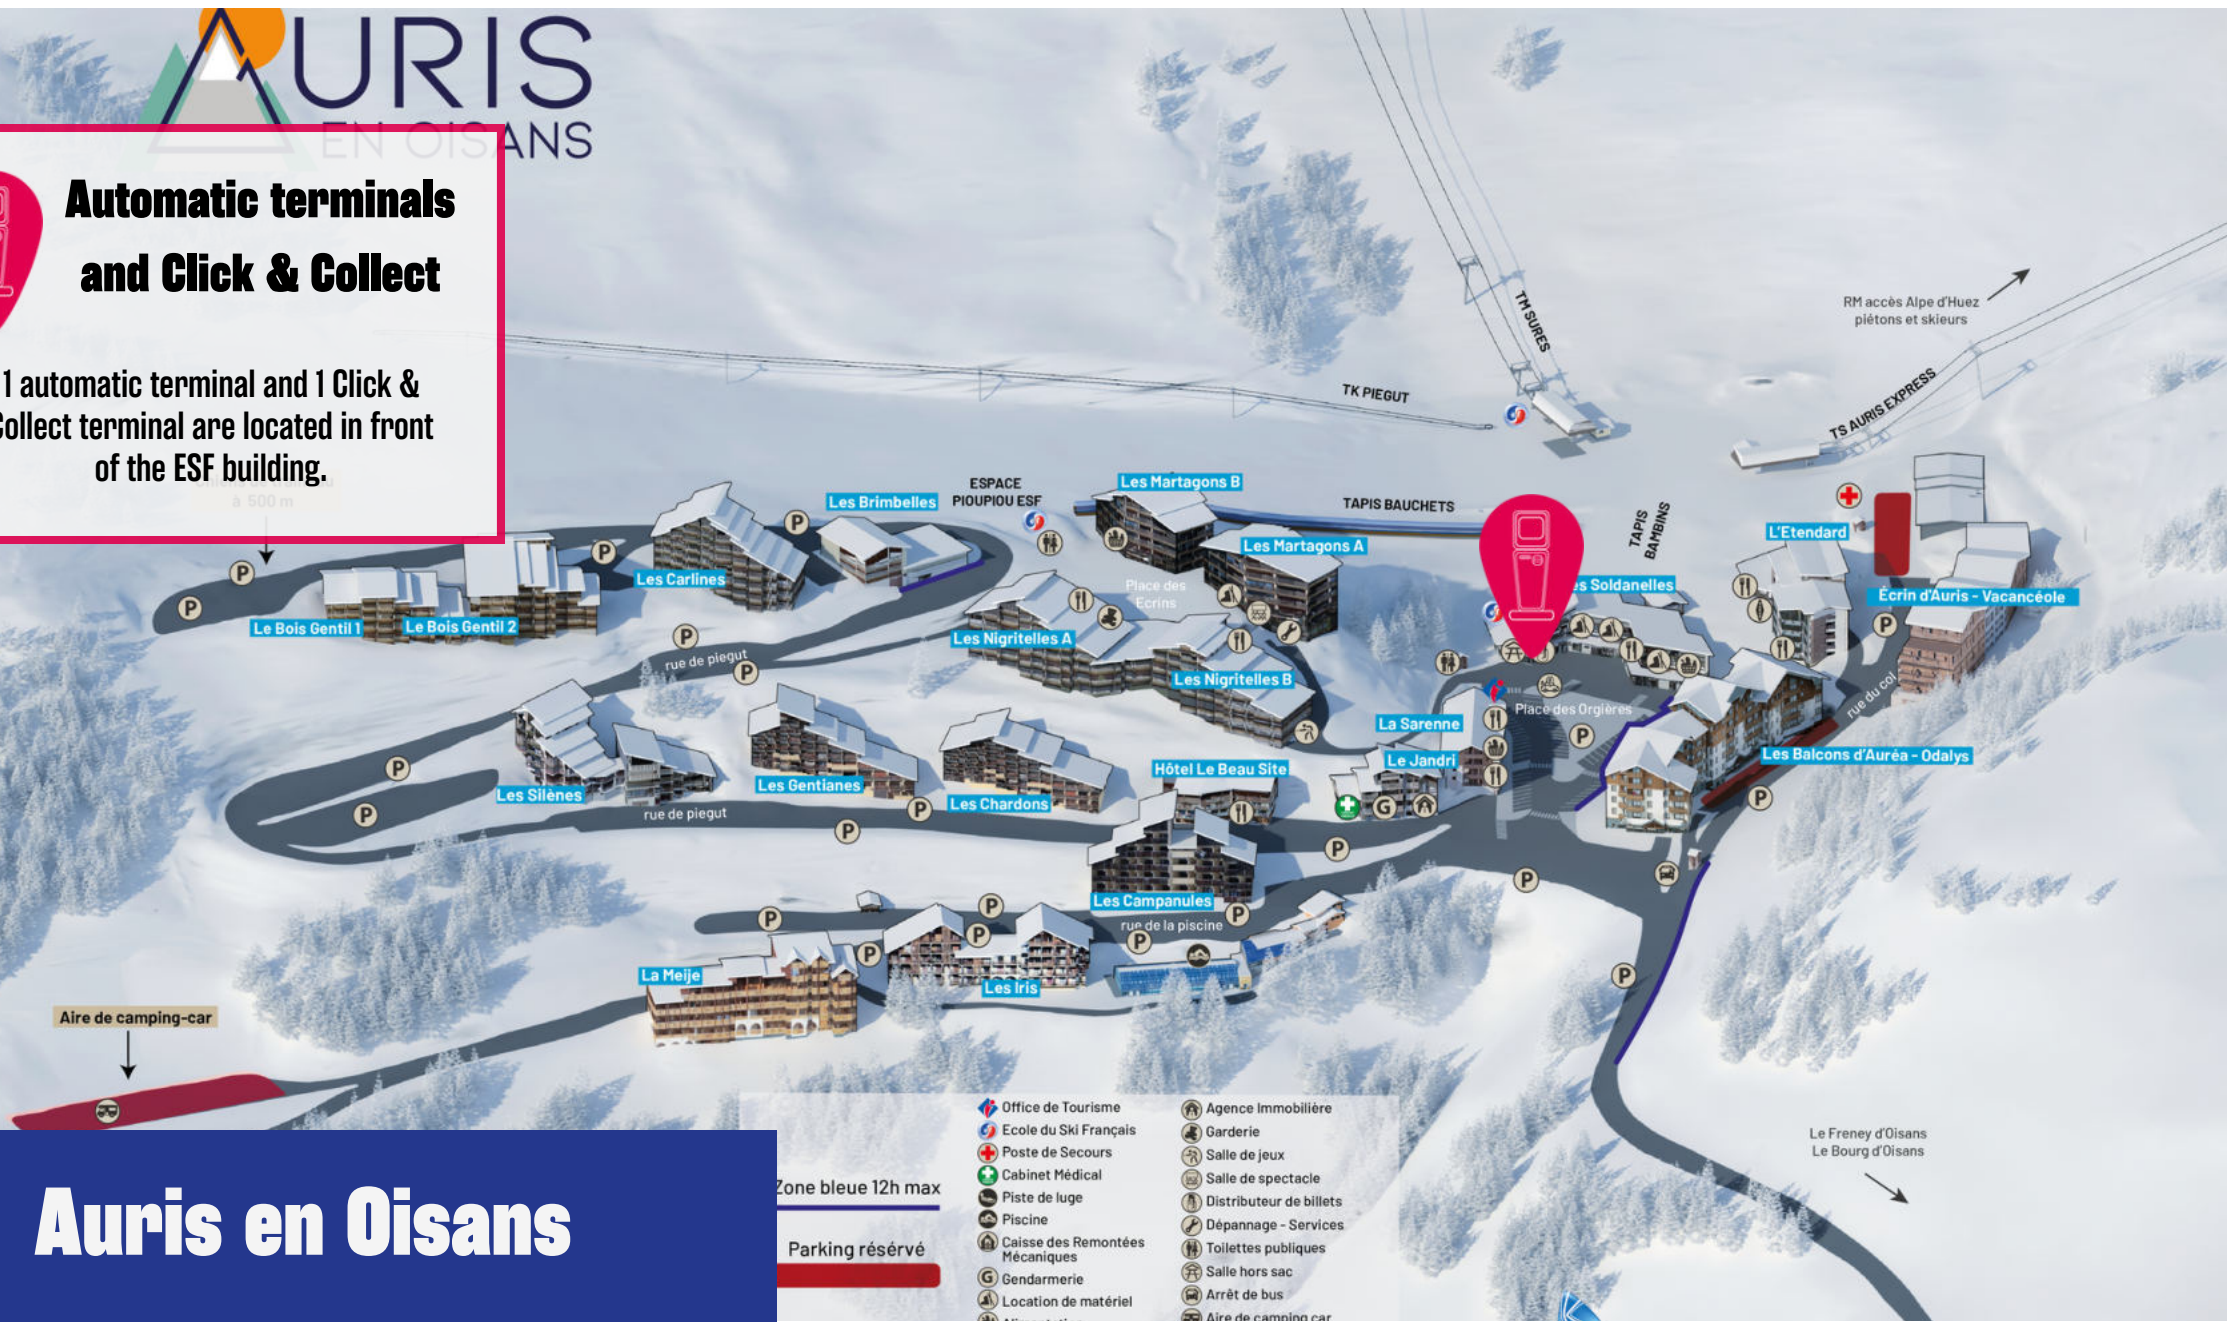 AURIS
EN OISANS
Automatic terminals
and Click & Collect
1 automatic terminal and 1 Click &
Collect terminal are located in front
of the ESF building.
à 500 m
RM accès Alpe d'Huez
piétons et skieurs
TM SURES
TK PIEGUT
TS AURIS EXPRESS
ESPACE
PIOUPIOU ESF
Les Martagons B
TAPIS BAUCHETS
TAPIS
BAMBINS
Les Brimbelles
L'Etendard
Les Martagons A
Les Carlines
Place des
Ecrins
es Soldanelles
Écrin d'Auris - Vacancéole
Le Bois Gentil 1
Le Bois Gentil 2
Les Nigritelles A
rue de piegut
Les Nigritelles B
rue du col
Place des Orgières
La Sarenne
Les Balcons d'Auréa - Odalys
Le Jandri
Hôtel Le Beau Site
Les Gentianes
Les Silènes
Les Chardons
rue de piegut
Les Campanules
rue de la piscine
La Meije
Les Iris
Aire de camping-car
Le Freney d'Oisans
Le Bourg d'Oisans
Auris en Oisans
Zone bleue 12h max
Parking résérvé
Office de Tourisme
Ecole du Ski Français
Poste de Secours
Cabinet Médical
Piste de luge
Piscine
Caisse des Remontées
Mécaniques
G Gendarmerie
Location de matériel
Alimentation
Agence Immobilière
Garderie
Salle de jeux
Salle de spectacle
Distributeur de billets
Dépannage - Services
Toilettes publiques
Salle hors sac
Arrêt de bus
Aire de camping car